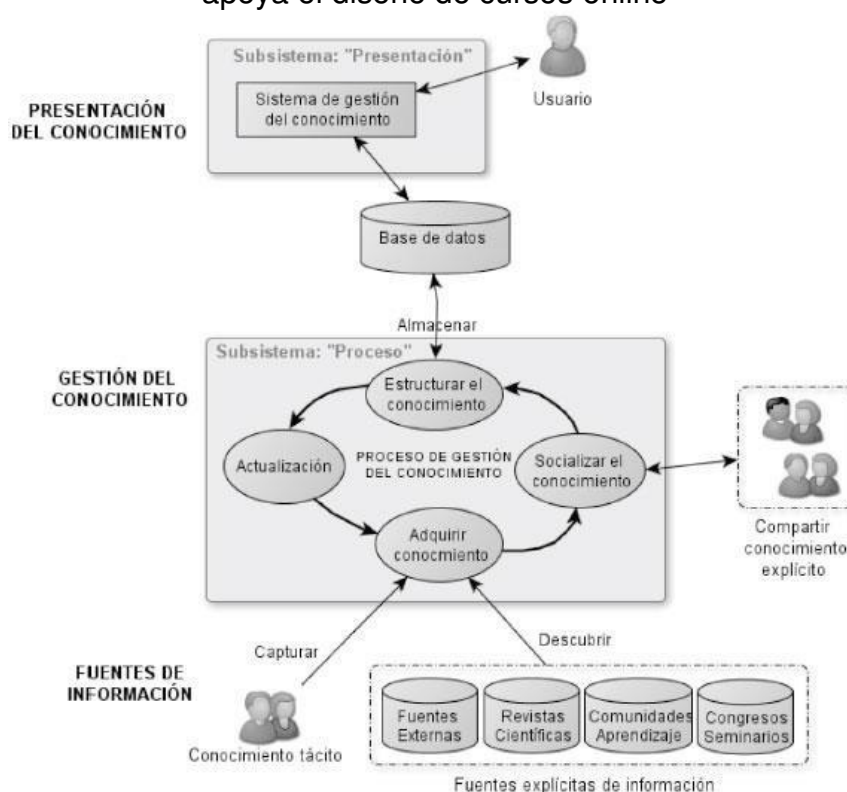 apoya el diseño de cursos online
Subsistema: "Presentación"
Sistema de gestión
del conocimiento
Usuario
PRESENTACIÓN
DEL CONOCIMIENTO
Base de datos
Almacenar
Subsistema: "Proceso"
GESTIÓN DEL
CONOCIMIENTO
Estructurar el
conocimiento
Actualización
PROCESO DE GESTIÓN
DEL CONOCIMIENTO
Socializar el
conocimiento
Adquirir
conocmiento
Compartir
conocimiento
explícito
Capturar
Descubrir
FUENTES DE
INFORMACIÓN
Conocimiento tácito
Fuentes
Externas
Revistas
Científicas
Comunidades
Aprendizaje
Congresos
Seminarios
Fuentes explícitas de información